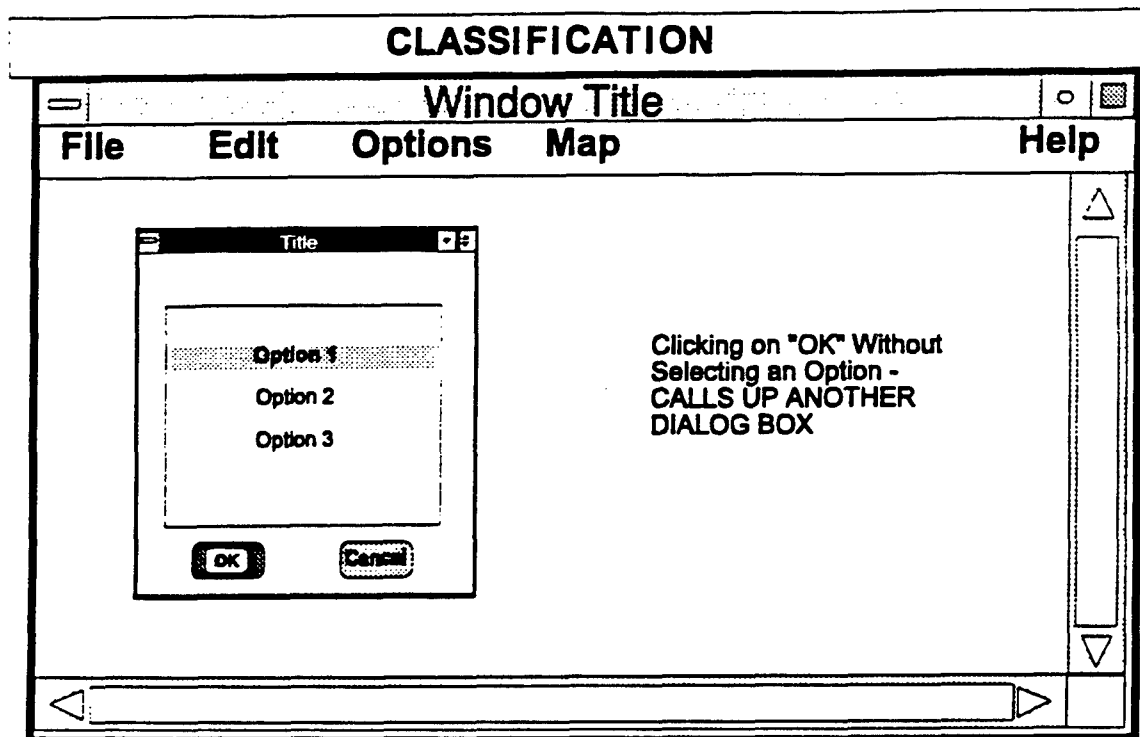 CLASSIFICATION
Window Title
File Edit Options Map Help
Title
Option 1
Option 2
Option 3
OK Cancel
Clicking on "OK" Without
Selecting an Option -
CALLS UP ANOTHER
DIALOG BOX